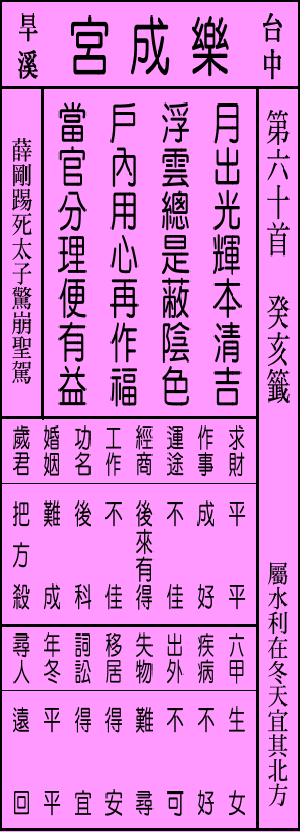 台中
樂成宮
旱溪
第六十首 癸亥籤 屬水利在冬天宜其北方
月出光輝本清吉
浮雲總是蔽陰色
戶內用心再作福
當官分理便有益
薛剛踢死太子驚崩聖駕
求財 平平
作事 成好
運途 不佳
經商 後來有得
工作 不佳
功名 後科
婚姻 難成
歲君 把方殺
六甲 生女
疾病 不好
出外 不可
失物 難尋
移居 得安
詞訟 得宜
年冬 平平
尋人 遠回